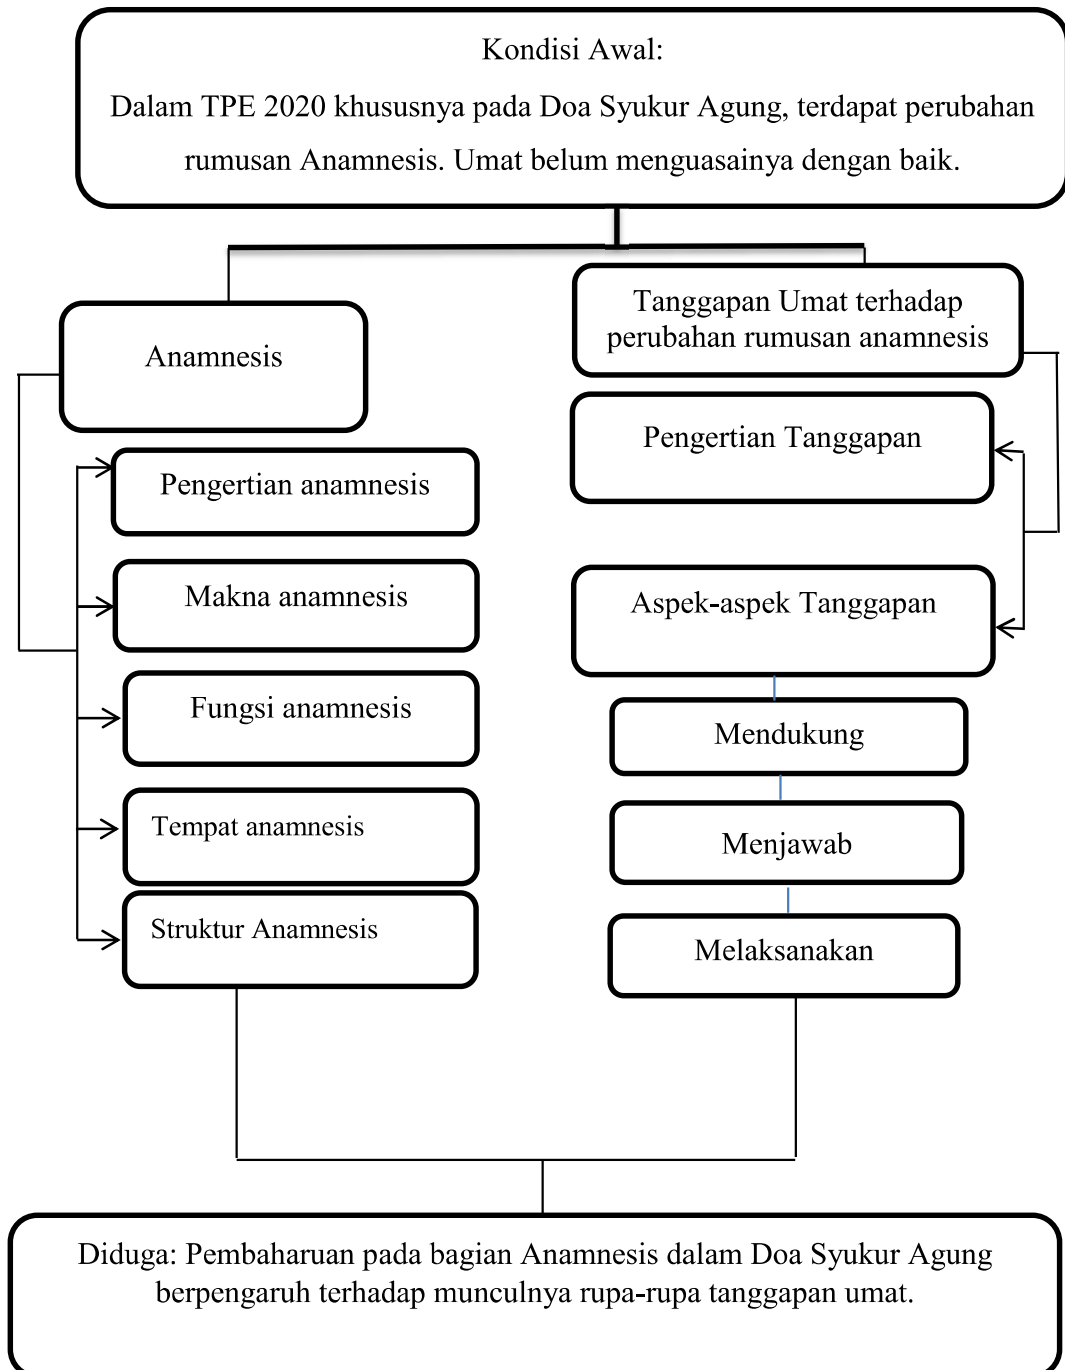 Kondisi Awal:
Dalam TPE 2020 khususnya pada Doa Syukur Agung, terdapat perubahan
rumusan Anamnesis. Umat belum menguasainya dengan baik.
Anamnesis
Pengertian anamnesis
Makna anamnesis
Fungsi anamnesis
Tempat anamnesis
Struktur Anamnesis
Tanggapan Umat terhadap
perubahan rumusan anamnesis
Pengertian Tanggapan
Aspek-aspek Tanggapan
Mendukung
Menjawab
Melaksanakan
Diduga: Pembaharuan pada bagian Anamnesis dalam Doa Syukur Agung
berpengaruh terhadap munculnya rupa-rupa tanggapan umat.